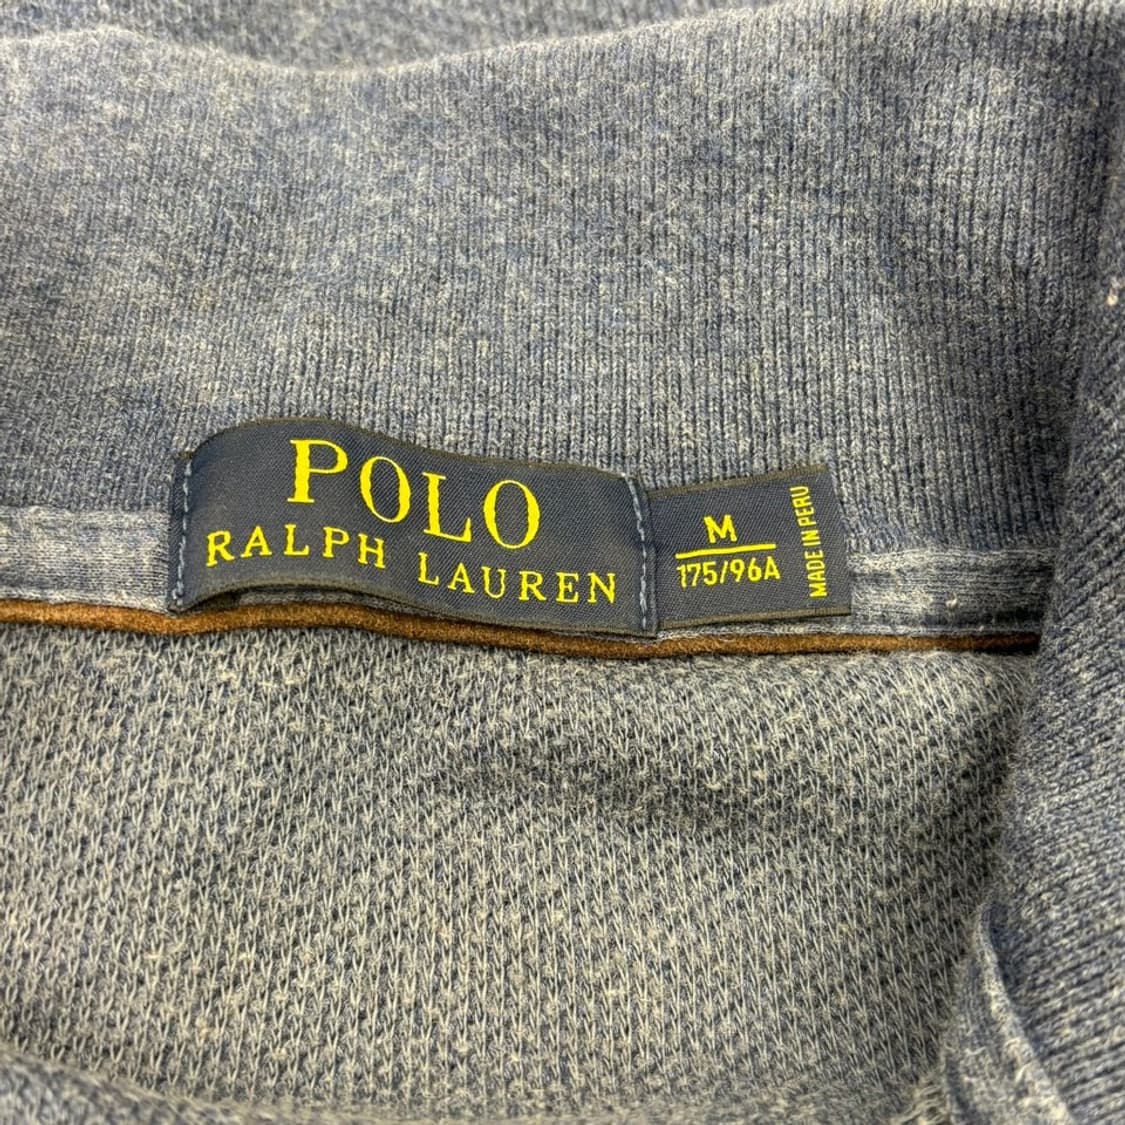 POLO
RALPH LAUREN
M
175/96A
MADE IN PERU